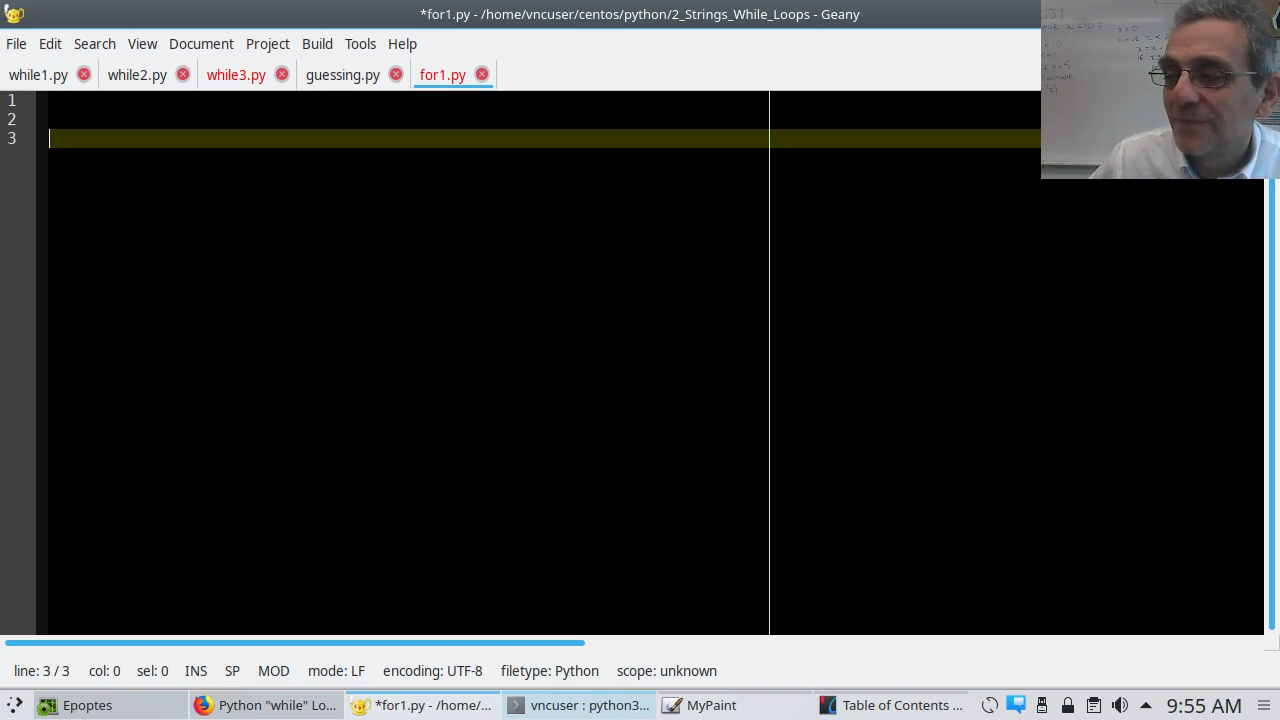 *for1.py - /home/vncuser/centos/python/2_Strings_While_Loops - Geany
File Edit Search View Document Project Build Tools Help
while1.py while2.py while3.py guessing.py for1.py
1
2
3
line: 3 / 3 col: 0 sel: 0 INS SP MOD mode: LF encoding: UTF-8 filetype: Python scope: unknown
Epoptes Python "while" Lo... *for1.py - /home/... vncuser : python3... MyPaint Table of Contents ... 9:55 AM